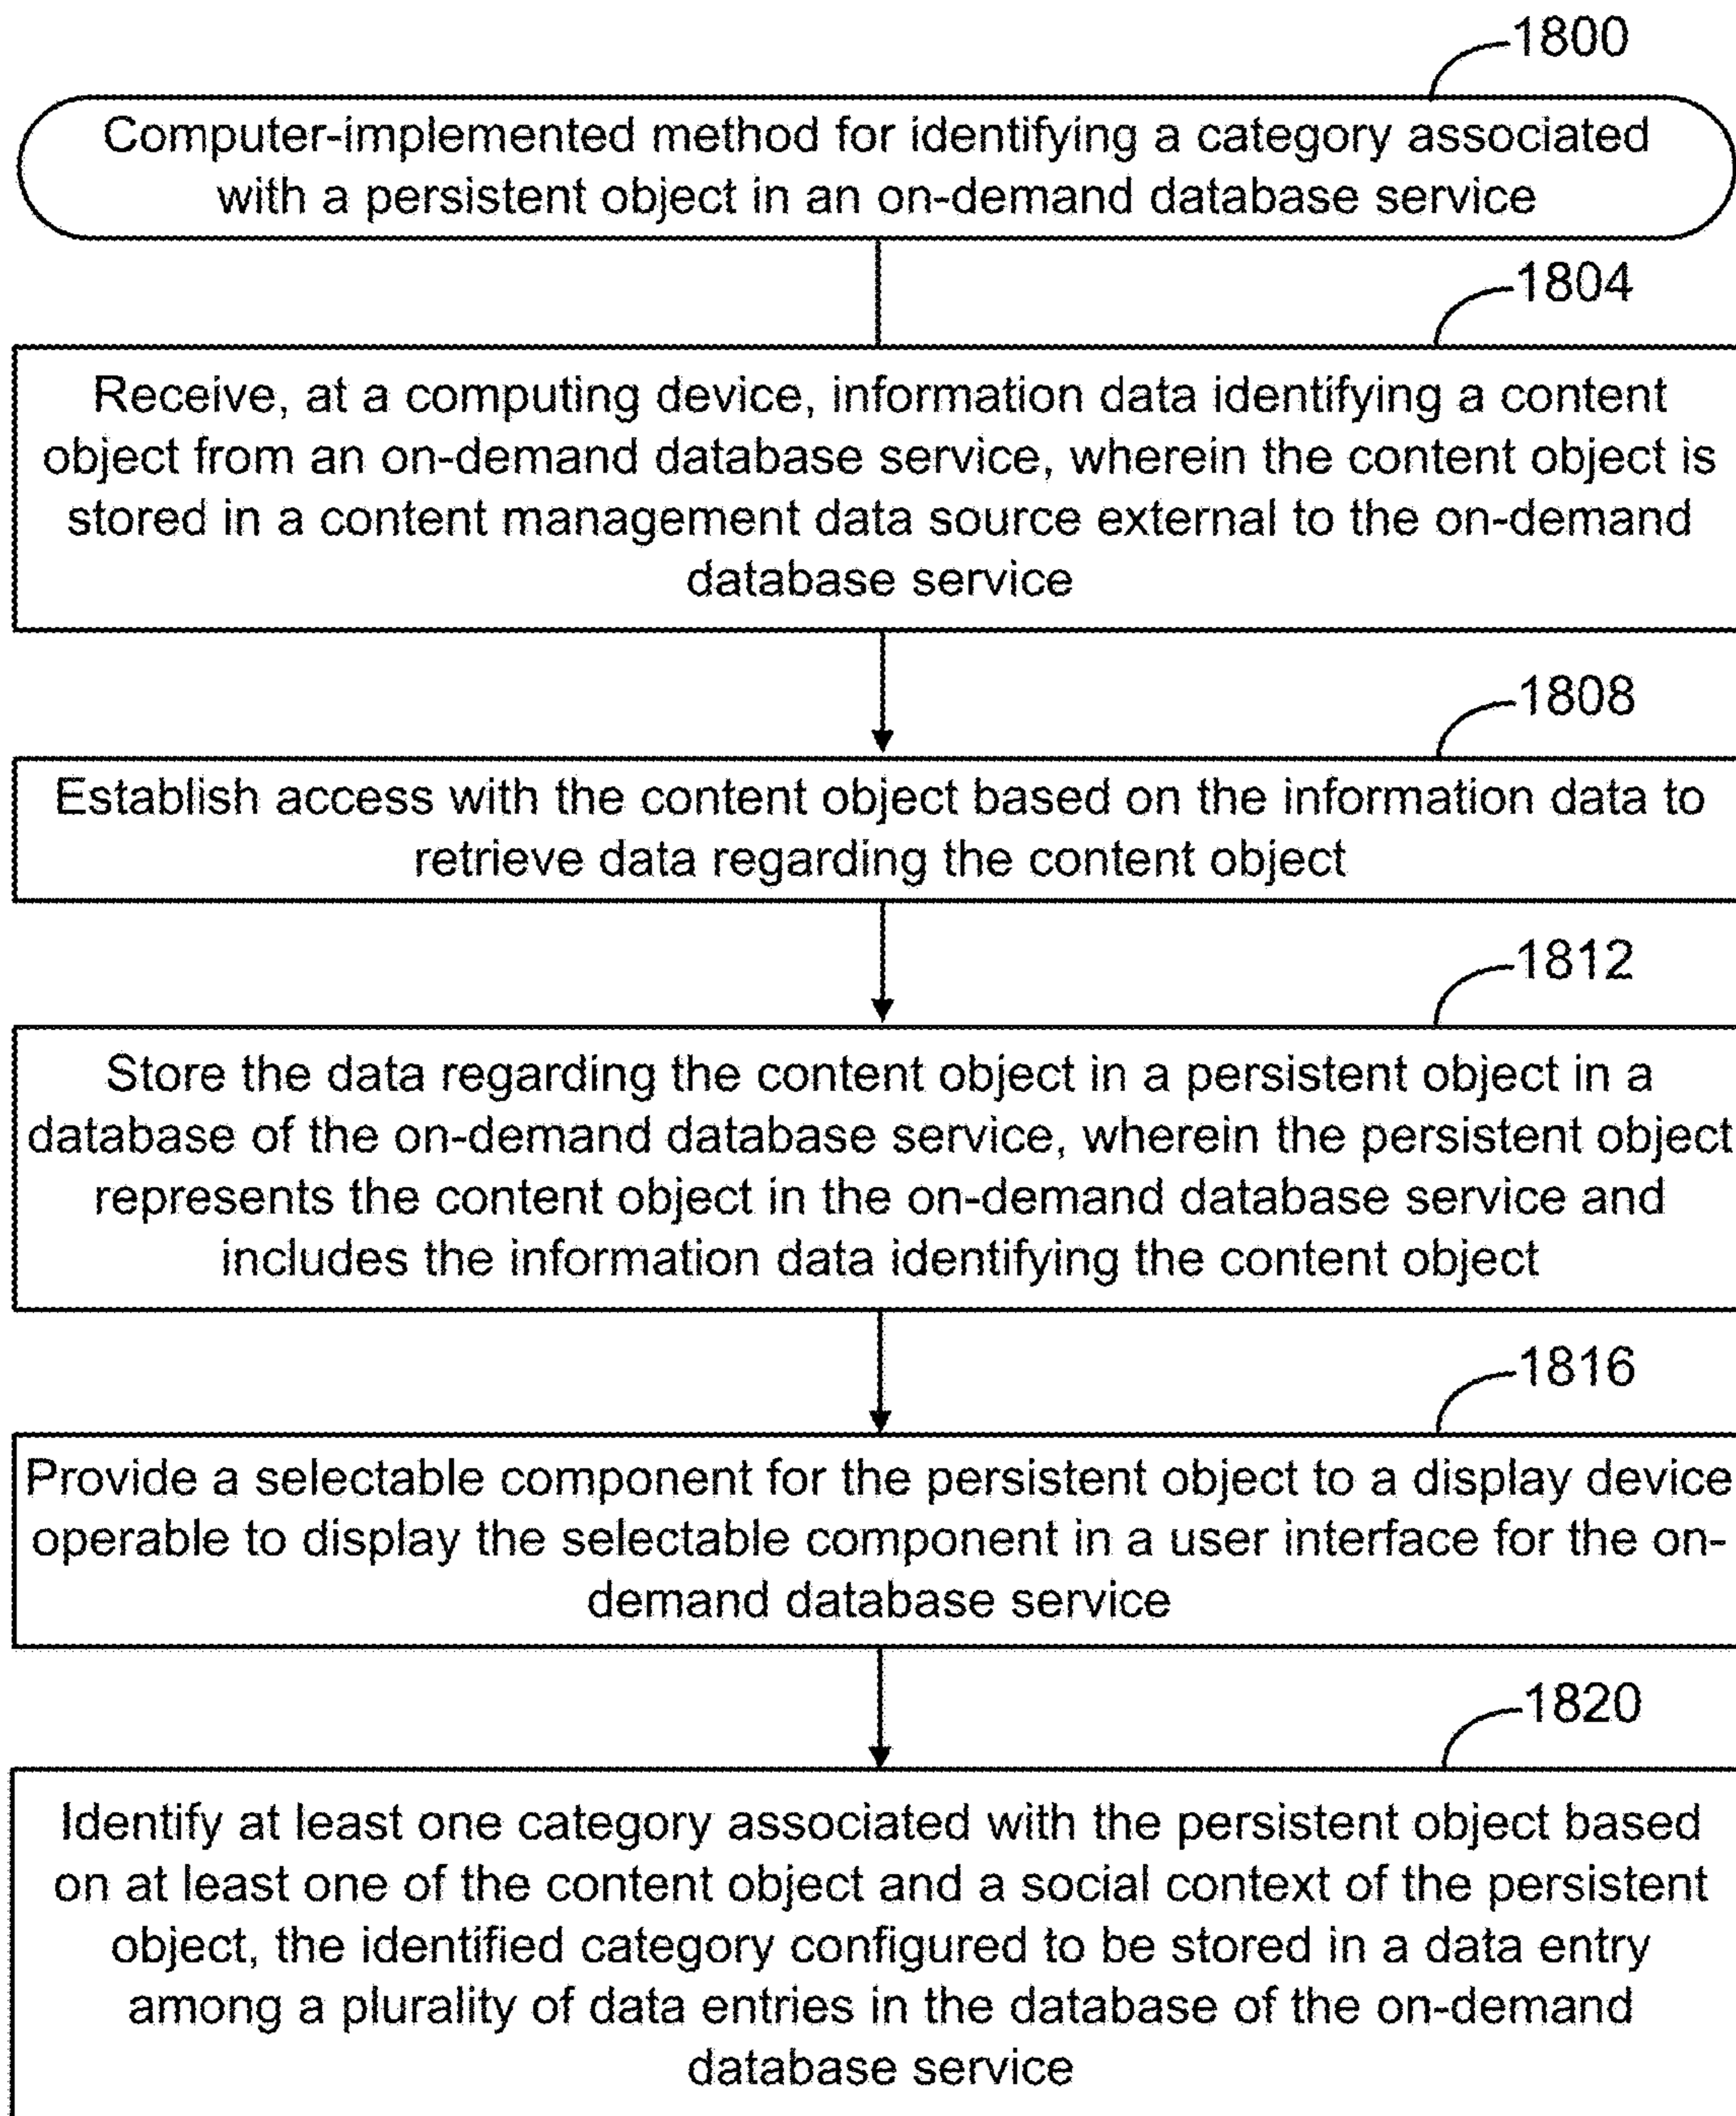 1800
Computer-implemented method for identifying a category associated
with a persistent object in an on-demand database service
1804
Receive, at a computing device, information data identifying a content
object from an on-demand database service, wherein the content object is
stored in a content management data source external to the on-demand
database service
1808
Establish access with the content object based on the information data to
retrieve data regarding the content object
1812
Store the data regarding the content object in a persistent object in a
database of the on-demand database service, wherein the persistent object
represents the content object in the on-demand database service and
includes the information data identifying the content object
1816
Provide a selectable component for the persistent object to a display device
operable to display the selectable component in a user interface for the on-
demand database service
1820
Identify at least one category associated with the persistent object based
on at least one of the content object and a social context of the persistent
object, the identified category configured to be stored in a data entry
among a plurality of data entries in the database of the on-demand
database service